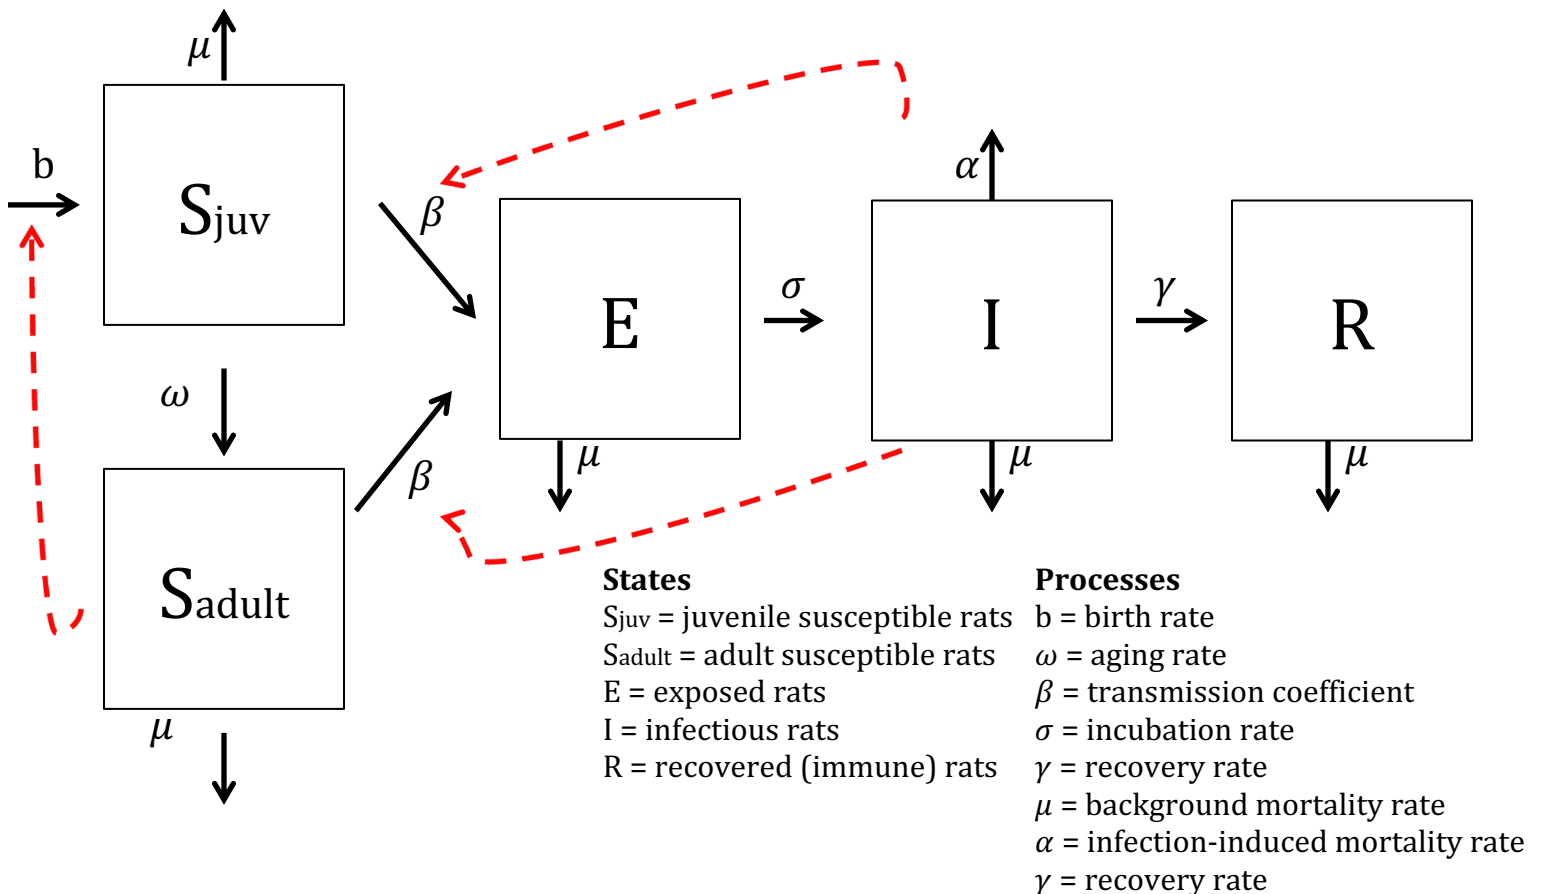 μ
b
Sjuv
β
α
E
σ
I
γ
R
ω
μ
μ
μ
β
Sadult
μ
States
Sjuv = juvenile susceptible rats
Sadult = adult susceptible rats
E = exposed rats
I = infectious rats
R = recovered (immune) rats
Processes
b = birth rate
ω = aging rate
β = transmission coefficient
σ = incubation rate
γ = recovery rate
μ = background mortality rate
α = infection-induced mortality rate
γ = recovery rate